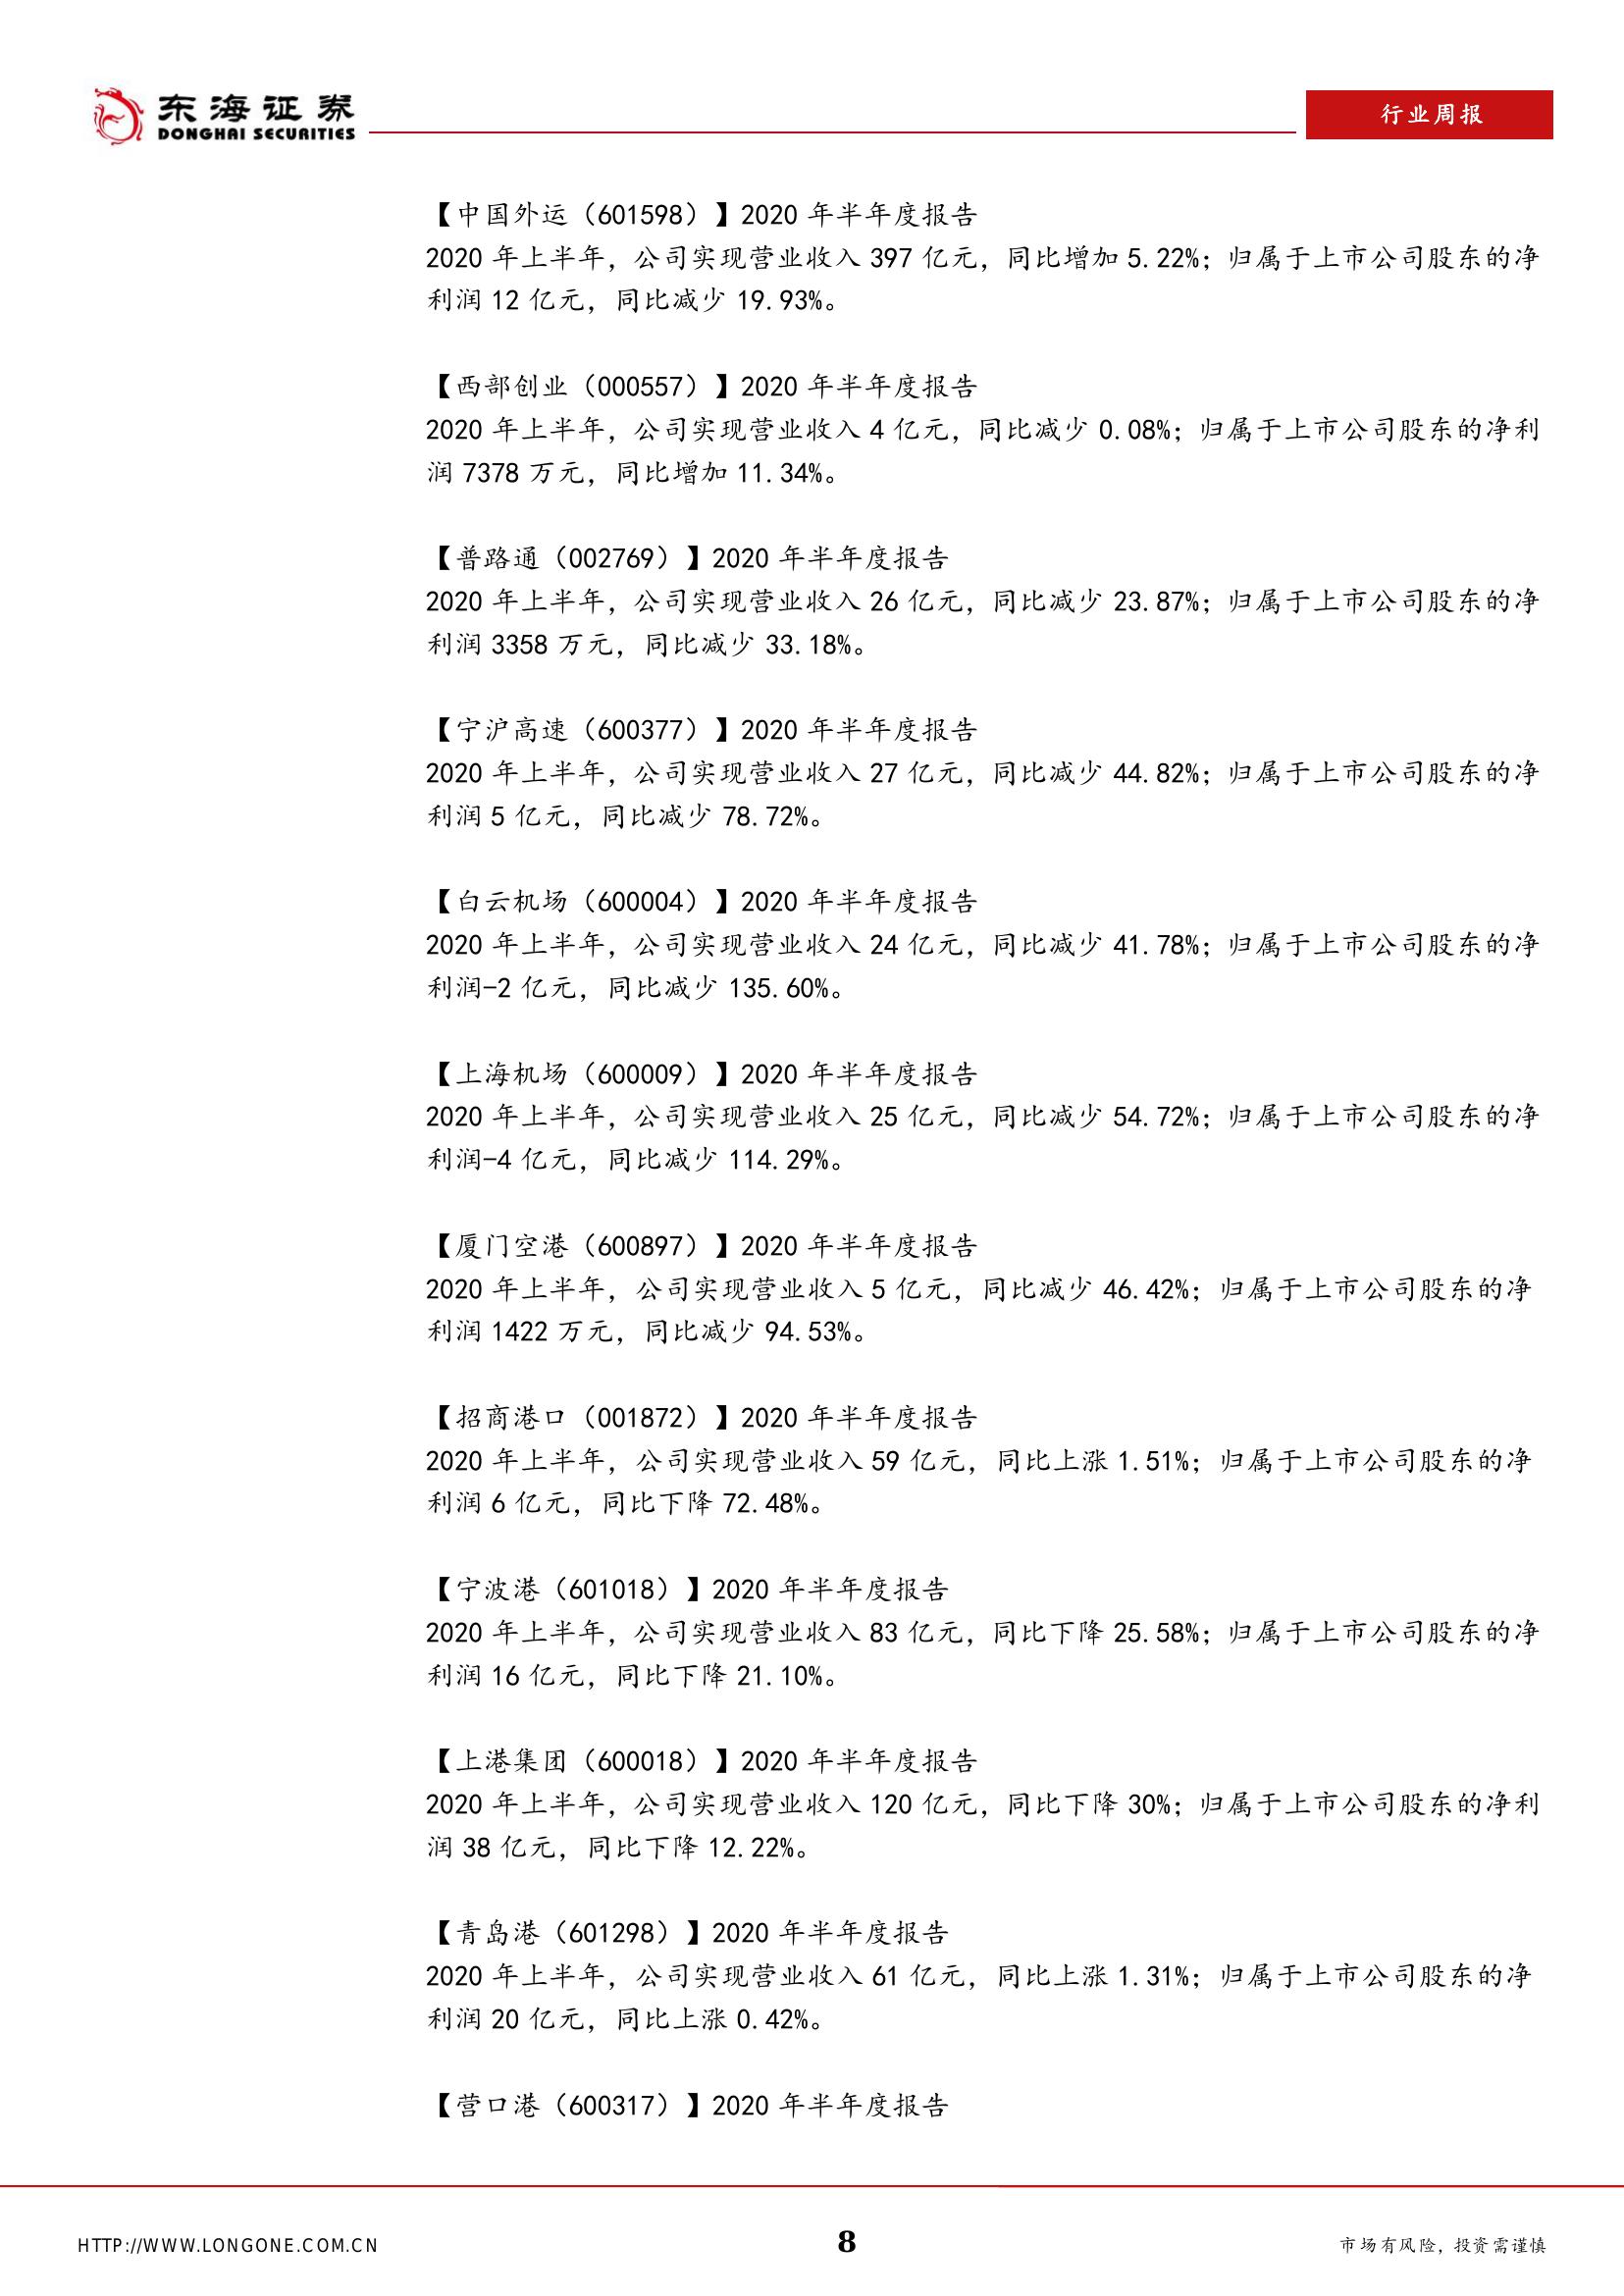 东海证券
DONGHAI SECURITIES
行业周报
【中国外运（601598）】2020 年半年度报告
2020 年上半年，公司实现营业收入 397 亿元，同比增加 5.22%；归属于上市公司股东的净
利润 12 亿元，同比减少 19.93%。
【西部创业（000557）】2020 年半年度报告
2020 年上半年，公司实现营业收入 4 亿元，同比减少 0.08%；归属于上市公司股东的净利
润 7378 万元，同比增加 11.34%。
【普路通（002769）】2020 年半年度报告
2020 年上半年，公司实现营业收入 26 亿元，同比减少 23.87%；归属于上市公司股东的净
利润 3358 万元，同比减少 33.18%。
【宁沪高速（600377）】2020 年半年度报告
2020 年上半年，公司实现营业收入 27 亿元，同比减少 44.82%；归属于上市公司股东的净
利润 5 亿元，同比减少 78.72%。
【白云机场（600004）】2020 年半年度报告
2020 年上半年，公司实现营业收入 24 亿元，同比减少 41.78%；归属于上市公司股东的净
利润-2 亿元，同比减少 135.60%。
【上海机场（600009）】2020 年半年度报告
2020 年上半年，公司实现营业收入 25 亿元，同比减少 54.72%；归属于上市公司股东的净
利润-4 亿元，同比减少 114.29%。
【厦门空港（600897）】2020 年半年度报告
2020 年上半年，公司实现营业收入 5 亿元，同比减少 46.42%；归属于上市公司股东的净
利润 1422 万元，同比减少 94.53%。
【招商港口（001872）】2020 年半年度报告
2020 年上半年，公司实现营业收入 59 亿元，同比上涨 1.51%；归属于上市公司股东的净
利润 6 亿元，同比下降 72.48%。
【宁波港（601018）】2020 年半年度报告
2020 年上半年，公司实现营业收入 83 亿元，同比下降 25.58%；归属于上市公司股东的净
利润 16 亿元，同比下降 21.10%。
【上港集团（600018）】2020 年半年度报告
2020 年上半年，公司实现营业收入 120 亿元，同比下降 30%；归属于上市公司股东的净利
润 38 亿元，同比下降 12.22%。
【青岛港（601298）】2020 年半年度报告
2020 年上半年，公司实现营业收入 61 亿元，同比上涨 1.31%；归属于上市公司股东的净
利润 20 亿元，同比上涨 0.42%。
【营口港（600317）】2020 年半年度报告
HTTP://WWW.LONGONE.COM.CN
8
市场有风险，投资需谨慎